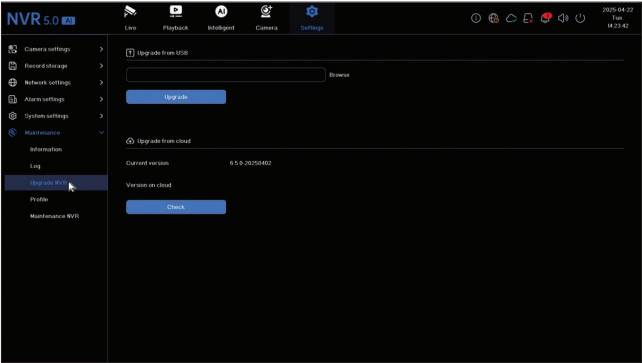 NVR 5.0 AI
Live
Playback
AI
Intelligent
Camera
Settings
2025-04-22
Tue.
14:23:42
Camera settings
Record storage
Network settings
Alarm settings
System settings
Maintenance
Information
Log
Upgrade NVR
Profile
Maintenance NVR
Upgrade from USB
Browse
Upgrade
Upgrade from cloud
Current version 6.5.0-20250402
Version on cloud
Check